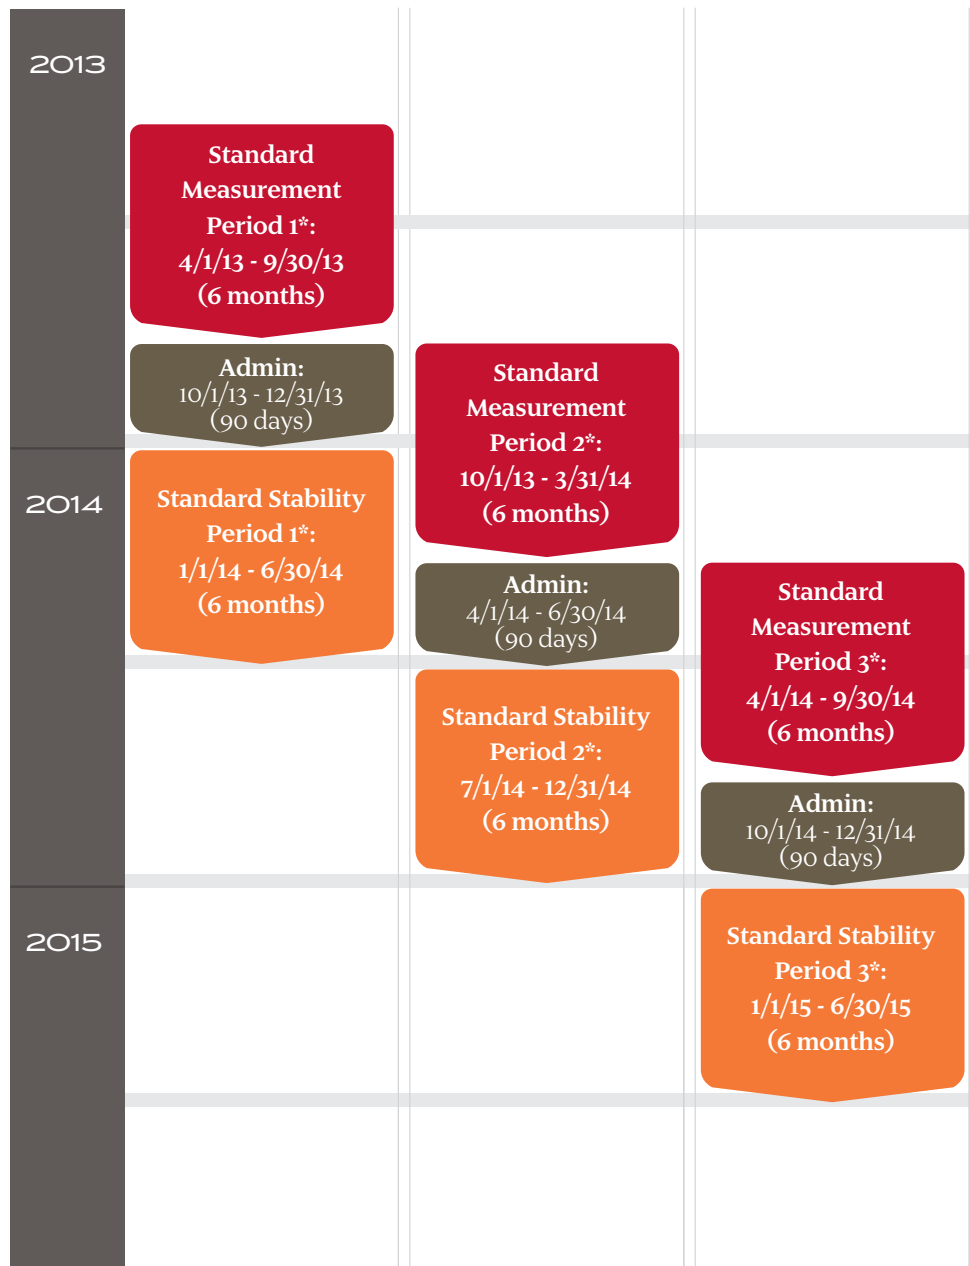 2013
Standard
Measurement
Period 1*:
4/1/13 - 9/30/13
(6 months)
Admin:
10/1/13 - 12/31/13
(90 days)
Standard
Measurement
Period 2*:
10/1/13 - 3/31/14
(6 months)
2014
Standard Stability
Period 1*:
1/1/14 - 6/30/14
(6 months)
Admin:
4/1/14 - 6/30/14
(90 days)
Standard
Measurement
Period 3*:
4/1/14 - 9/30/14
(6 months)
Standard Stability
Period 2*:
7/1/14 - 12/31/14
(6 months)
Admin:
10/1/14 - 12/31/14
(90 days)
2015
Standard Stability
Period 3*:
1/1/15 - 6/30/15
(6 months)